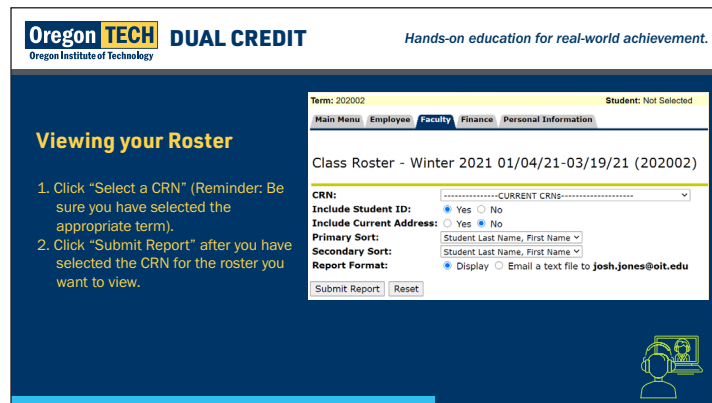 Oregon TECH
Oregon Institute of Technology
DUAL CREDIT
Hands-on education for real-world achievement.
Viewing your Roster
1. Click “Select a CRN” (Reminder: Be
sure you have selected the
appropriate term).
2. Click “Submit Report” after you have
selected the CRN for the roster you
want to view.
Term: 202002 Student: Not Selected
Main Menu Employee Faculty Finance Personal Information
Class Roster - Winter 2021 01/04/21-03/19/21 (202002)
CRN: ---------------CURRENT CRNs--------------------
Include Student ID: Yes No
Include Current Address: Yes No
Primary Sort: Student Last Name, First Name
Secondary Sort: Student Last Name, First Name
Report Format: Display Email a text file to josh.jones@oit.edu
Submit Report Reset